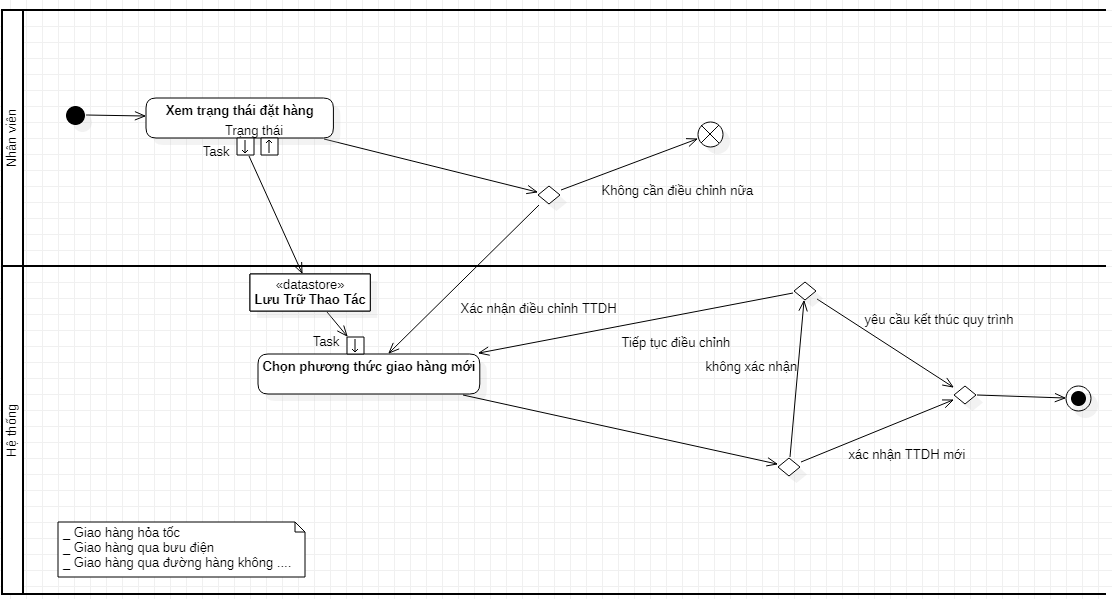 Nhân viên
Xem trạng thái đặt hàng
Trạng thái
Task
Không cần điều chỉnh nữa
Hệ thống
«datastore»
Lưu Trữ Thao Tác
Xác nhận điều chỉnh TTDH
yêu cầu kết thúc quy trình
Task
Tiếp tục điều chỉnh
Chọn phương thức giao hàng mới
không xác nhận
xác nhận TTDH mới
_ Giao hàng hỏa tốc
_ Giao hàng qua bưu điện
_ Giao hàng qua đường hàng không ....